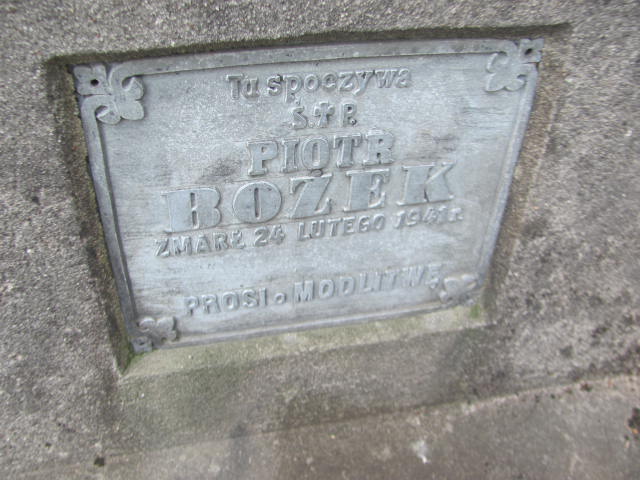 Tu spoczywa
Ś.✝P.
PIOTR
BOŻEK
ZMARŁ 24 LUTEGO 1941 r.
PROSI o MODLITWĘ